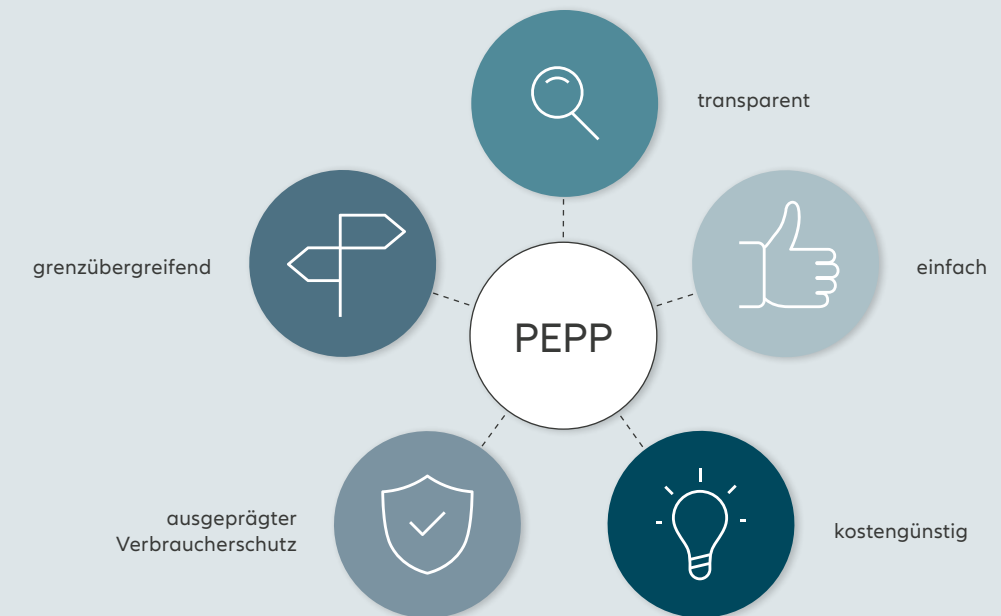 transparent
grenzübergreifend
einfach
PEPP
ausgeprägter
Verbraucherschutz
kostengünstig